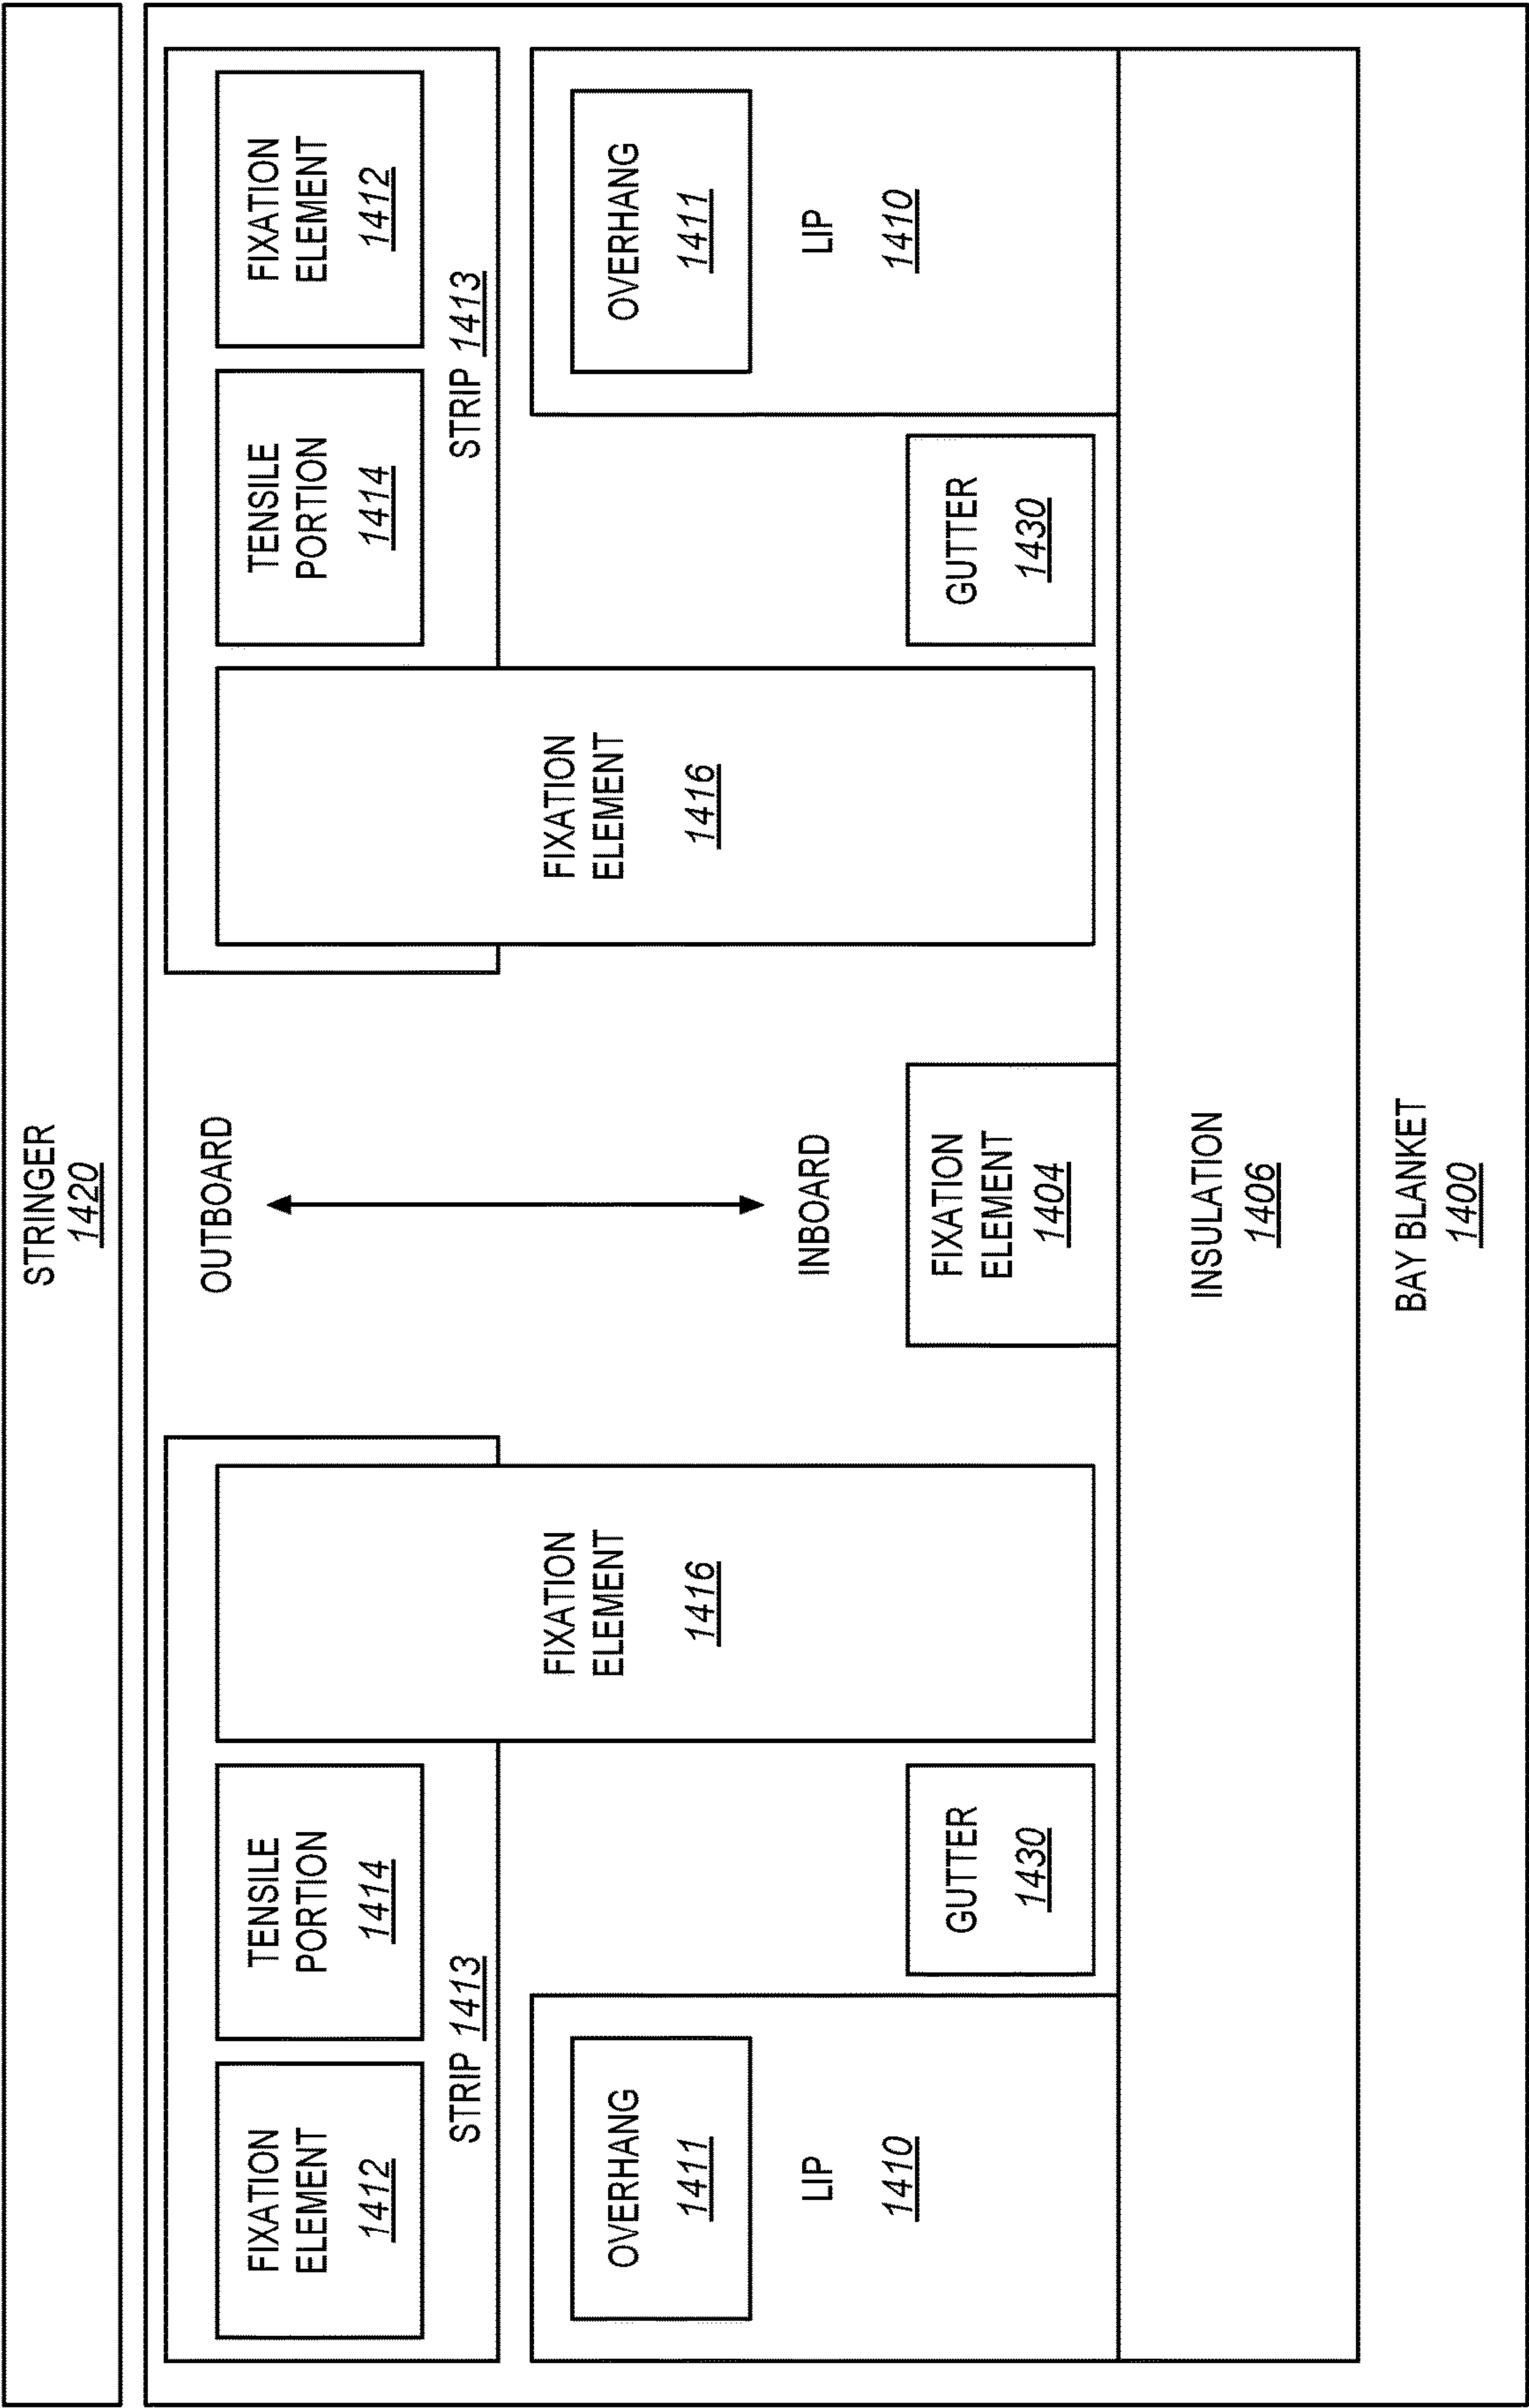 STRINGER
1420
OUTBOARD
FIXATION
ELEMENT
1412
TENSILE
PORTION
1414
STRIP 1413
FIXATION
ELEMENT
1416
FIXATION
ELEMENT
1416
TENSILE
PORTION
1414
FIXATION
ELEMENT
1412
STRIP 1413
OVERHANG
1411
LIP
1410
GUTTER
1430
INBOARD
FIXATION
ELEMENT
1404
GUTTER
1430
OVERHANG
1411
LIP
1410
INSULATION
1406
BAY BLANKET
1400